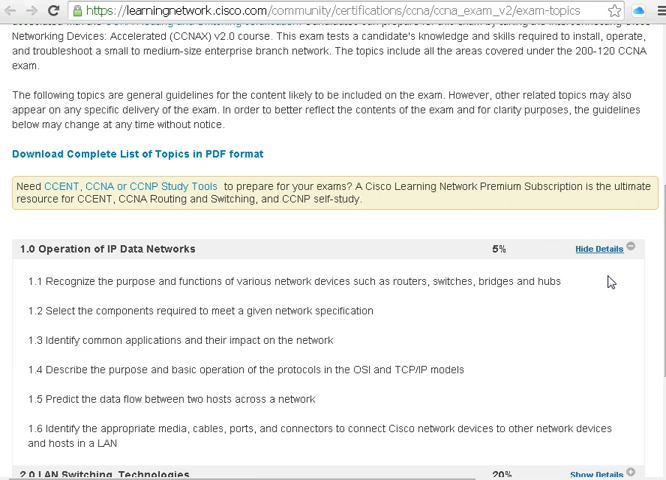 https://learningnetwork.cisco.com/community/certifications/ccna/ccna_exam_v2/exam-topics
Networking Devices: Accelerated (CCNAX) v2.0 course. This exam tests a candidate's knowledge and skills required to install, operate,
and troubleshoot a small to medium-size enterprise branch network. The topics include all the areas covered under the 200-120 CCNA
exam.
The following topics are general guidelines for the content likely to be included on the exam. However, other related topics may also
appear on any specific delivery of the exam. In order to better reflect the contents of the exam and for clarity purposes, the guidelines
below may change at any time without notice.
Download Complete List of Topics in PDF format
Need CCENT, CCNA or CCNP Study Tools to prepare for your exams? A Cisco Learning Network Premium Subscription is the ultimate
resource for CCENT, CCNA Routing and Switching, and CCNP self-study.
1.0 Operation of IP Data Networks 5% Hide Details
1.1 Recognize the purpose and functions of various network devices such as routers, switches, bridges and hubs
1.2 Select the components required to meet a given network specification
1.3 Identify common applications and their impact on the network
1.4 Describe the purpose and basic operation of the protocols in the OSI and TCP/IP models
1.5 Predict the data flow between two hosts across a network
1.6 Identify the appropriate media, cables, ports, and connectors to connect Cisco network devices to other network devices
and hosts in a LAN
2.0 LAN Switching Technologies 20% Show Details